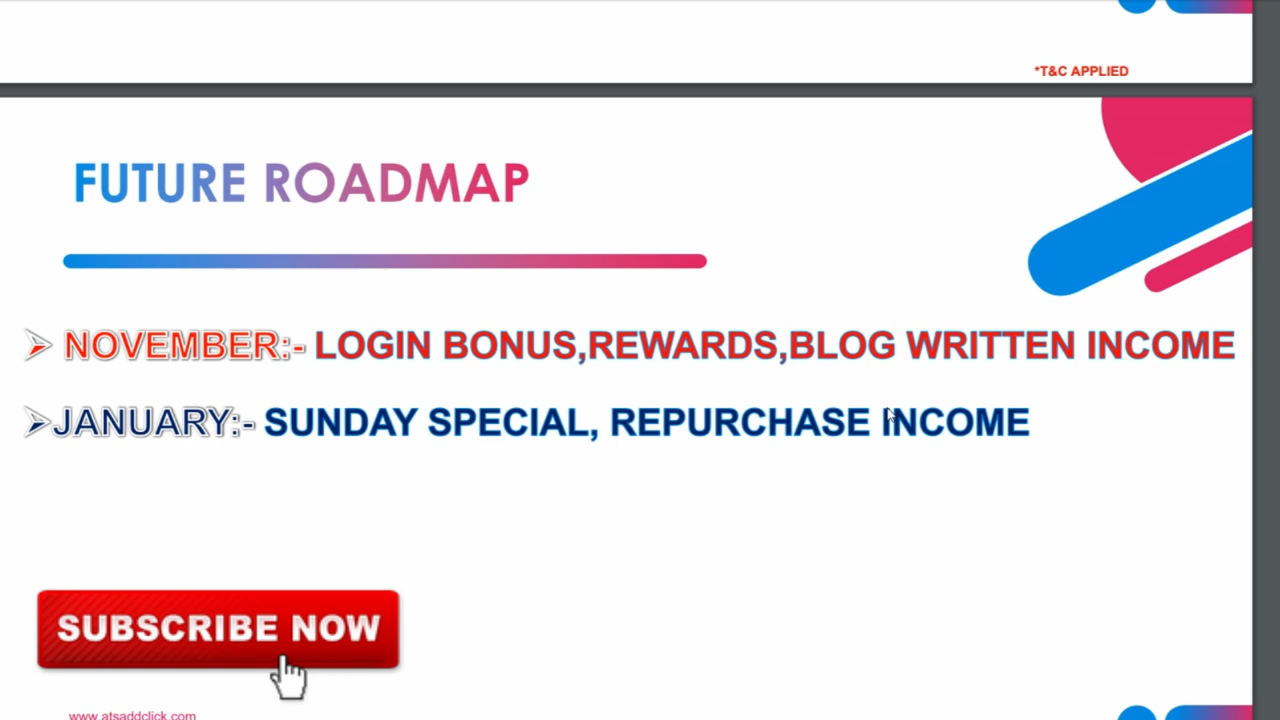 *T&C APPLIED
FUTURE ROADMAP
NOVEMBER:- LOGIN BONUS,REWARDS,BLOG WRITTEN INCOME
JANUARY:- SUNDAY SPECIAL, REPURCHASE INCOME
SUBSCRIBE NOW
www.atsaddclick.com